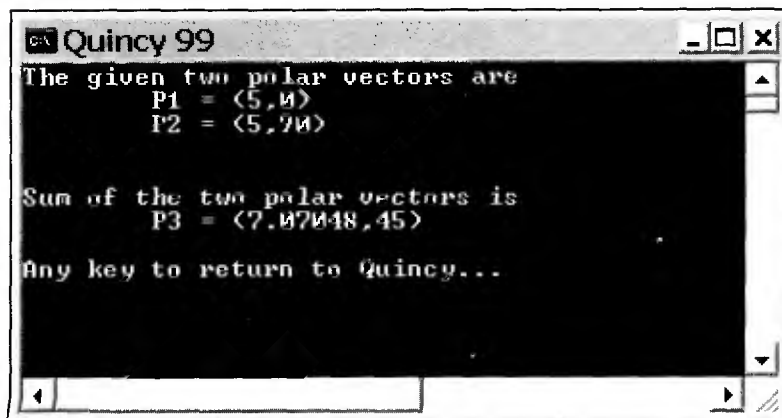 Quincy 99
The given two polar vectors are
P1 = (5,0)
P2 = (5,90)
Sum of the two polar vectors is
P3 = (7.07048,45)
Any key to return to Quincy...